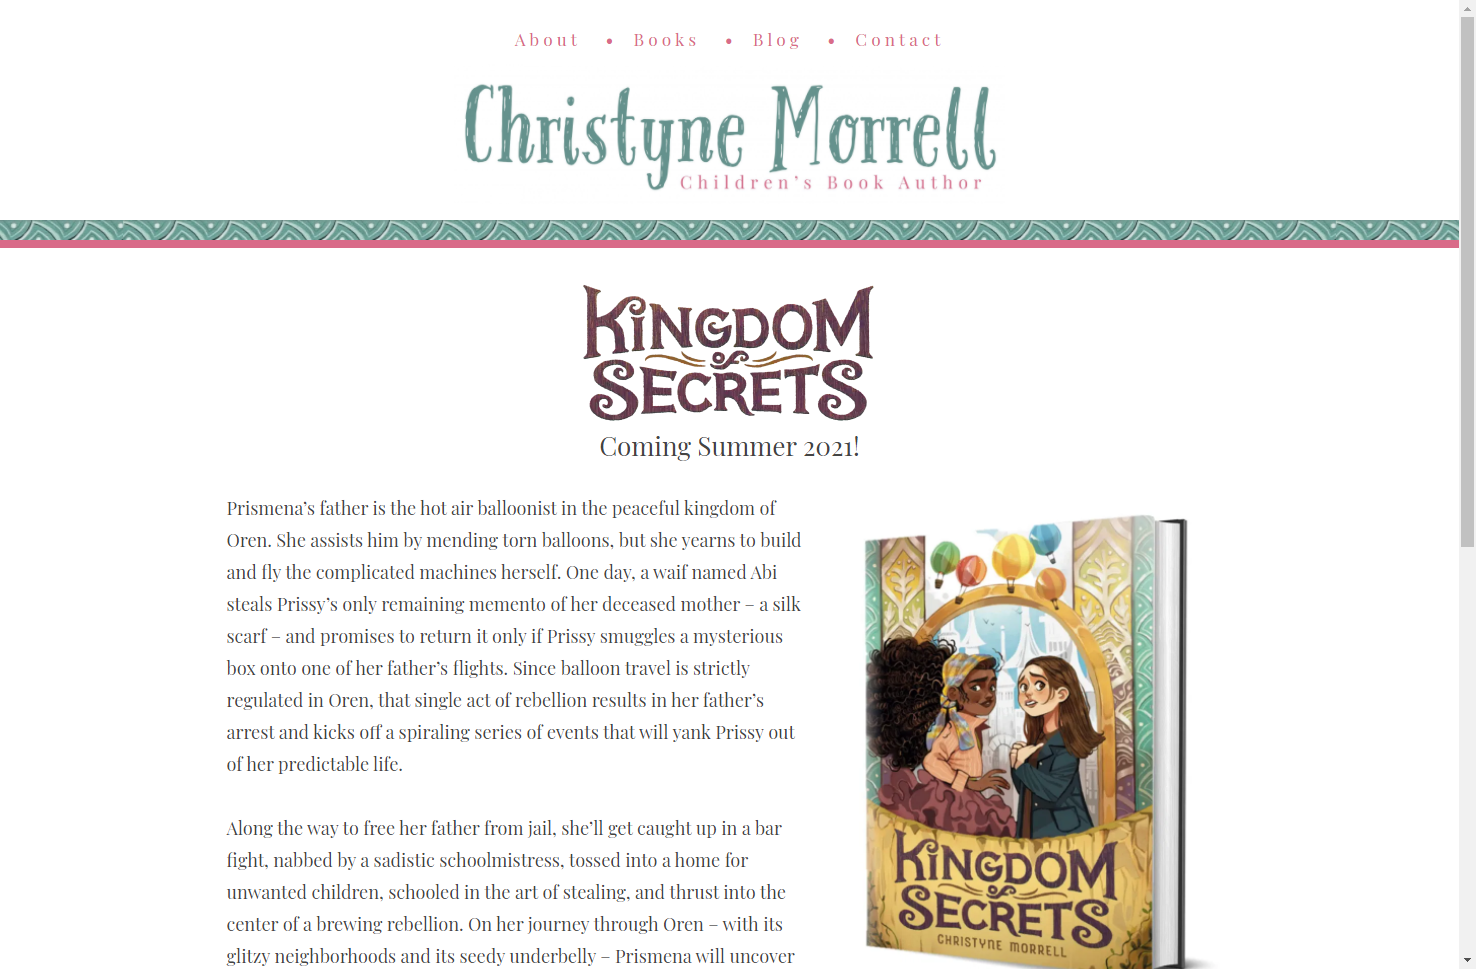 About • Books • Blog • Contact
Christyne Morrell
Children's Book Author
KINGDOM
of
SECRETS
Coming Summer 2021!
Prismena’s father is the hot air balloonist in the peaceful kingdom of
Oren. She assists him by mending torn balloons, but she yearns to build
and fly the complicated machines herself. One day, a waif named Abi
steals Prissy’s only remaining memento of her deceased mother – a silk
scarf – and promises to return it only if Prissy smuggles a mysterious
box onto one of her father’s flights. Since balloon travel is strictly
regulated in Oren, that single act of rebellion results in her father’s
arrest and kicks off a spiraling series of events that will yank Prissy out
of her predictable life.
Along the way to free her father from jail, she’ll get caught up in a bar
fight, nabbed by a sadistic schoolmistress, tossed into a home for
unwanted children, schooled in the art of stealing, and thrust into the
center of a brewing rebellion. On her journey through Oren – with its
glitzy neighborhoods and its seedy underbelly – Prismena will uncover
KINGDOM
of
SECRETS
CHRISTYNE MORRELL